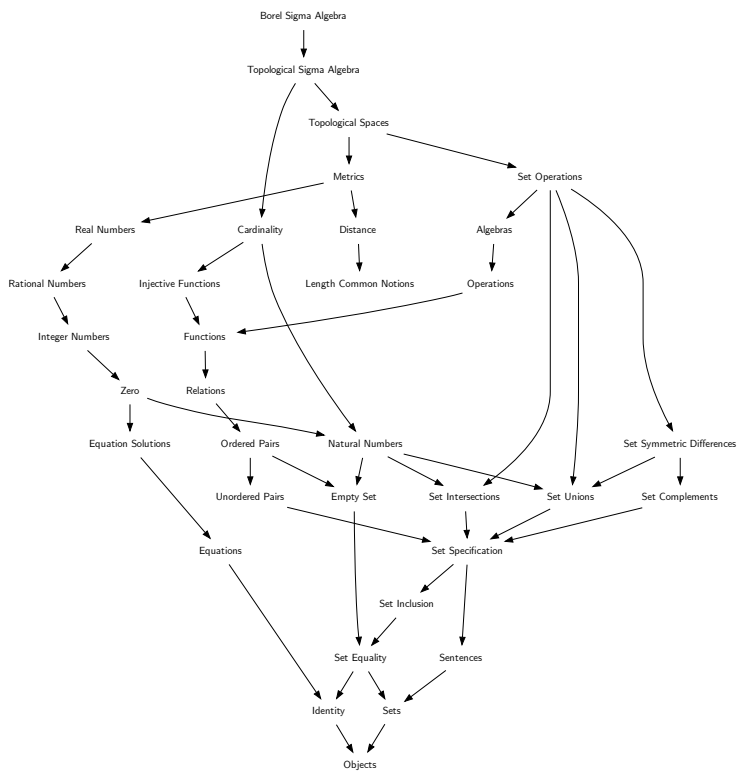 Borel Sigma Algebra
Topological Sigma Algebra
Topological Spaces
Metrics
Set Operations
Real Numbers
Cardinality
Distance
Algebras
Rational Numbers
Injective Functions
Length Common Notions
Operations
Integer Numbers
Functions
Zero
Relations
Equation Solutions
Ordered Pairs
Natural Numbers
Set Symmetric Differences
Unordered Pairs
Empty Set
Set Intersections
Set Unions
Set Complements
Equations
Set Specification
Set Inclusion
Set Equality
Sentences
Identity
Sets
Objects